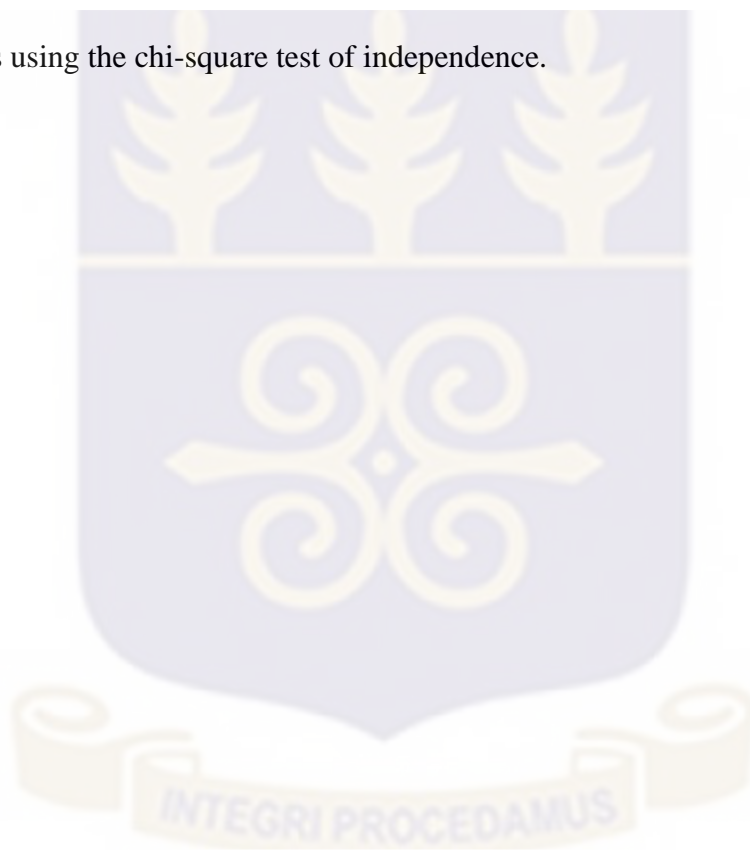 s using the chi-square test of independence.
INTEGRI PROCEDAMUS